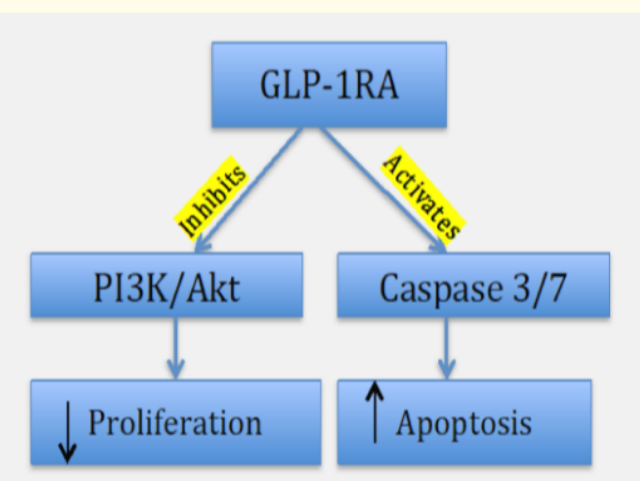 GLP-1RA
Inhibits
Activates
PI3K/Akt
Caspase 3/7
Proliferation
Apoptosis